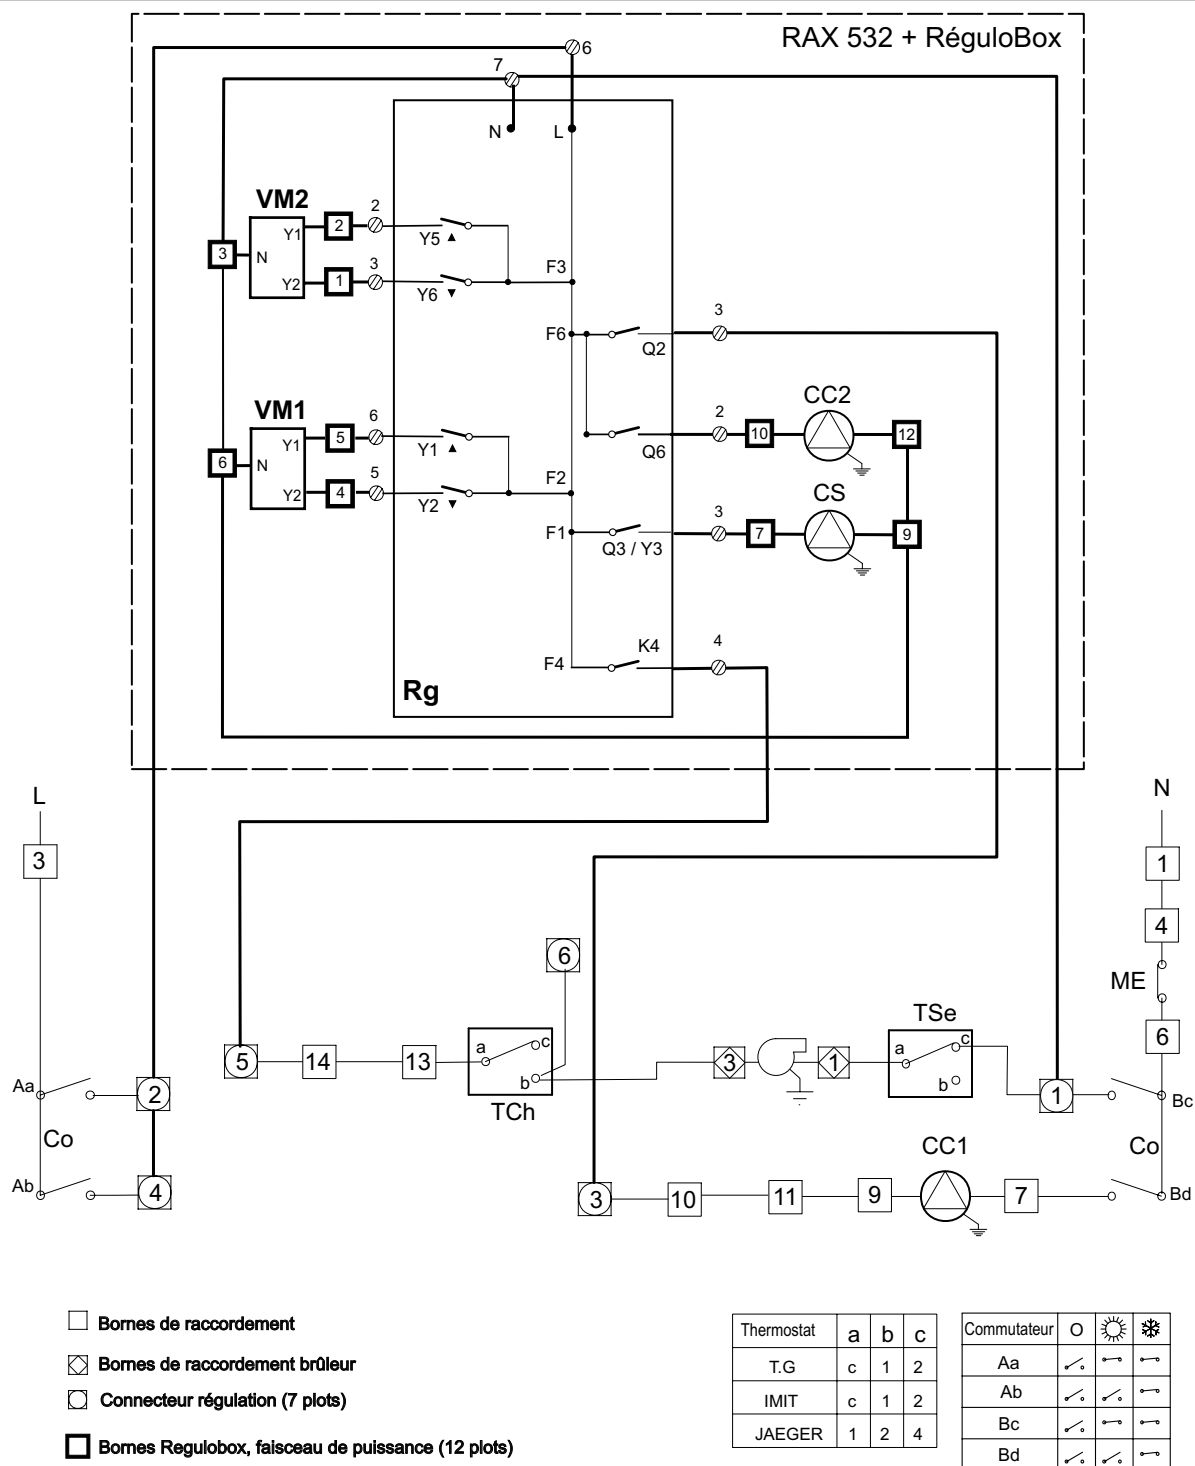 RAX 532 + RéguloBox
6
7
N L
VM2
2
Y1 2 Y5 ▲
3 N
3
Y2 1 Y6 ▼
F3
F6 Q2 3
VM1
6
Y1 5 Y1 ▲
6 N
5
Y2 4 Y2 ▼
F2
CC2
2
Q6 10 12
CS
3
F1 Q3 / Y3 7 9
K4 4
F4
Rg
L
3
N
1
4
ME
6
6
TSe
5 14 13 a c b
TCh
3 1 a c b
1 Bc
Aa 2
Co
Ab 4
CC1
Co
3 10 11 9 7 Bd
Bornes de raccordement
Bornes de raccordement brûleur
Connecteur régulation (7 plots)
Bornes Regulobox, faisceau de puissance (12 plots)
Thermostat a b c
T.G c 1 2
IMIT c 1 2
JAEGER 1 2 4
Commutateur O
Aa
Ab
Bc
Bd